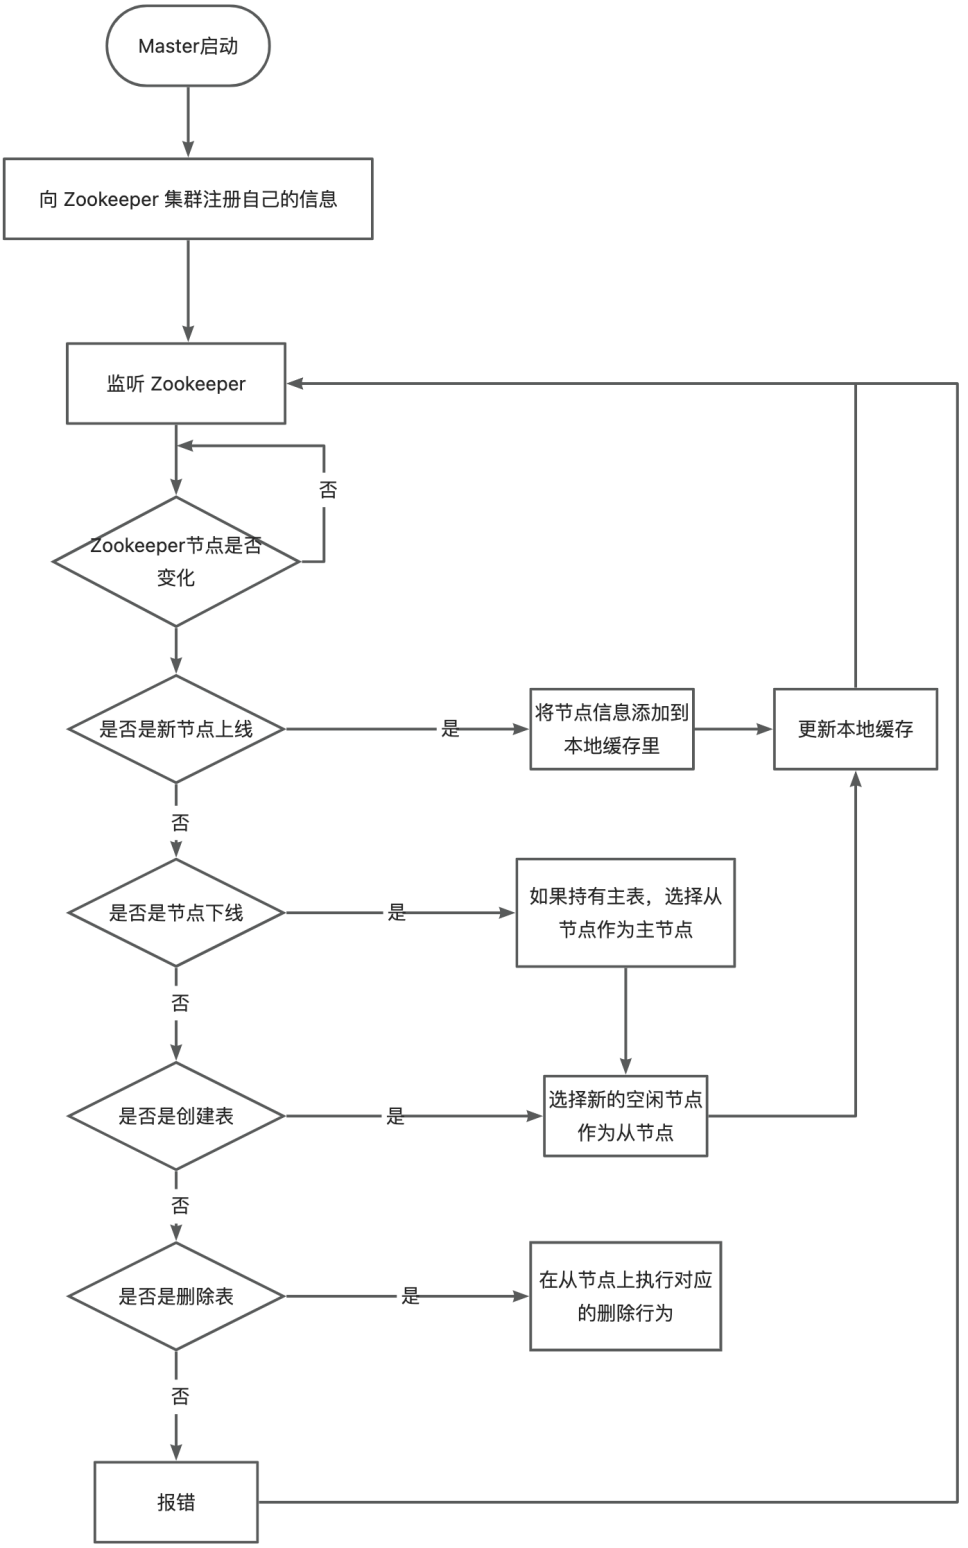 Master启动
向 Zookeeper 集群注册自己的信息
监听 Zookeeper
否
Zookeeper节点是否
变化
是否是新节点上线
是
将节点信息添加到
本地缓存里
更新本地缓存
否
是否是节点下线
是
如果持有主表，选择从
节点作为主节点
否
是否是创建表
是
选择新的空闲节点
作为从节点
否
是否是删除表
是
在从节点上执行对应
的删除行为
否
报错